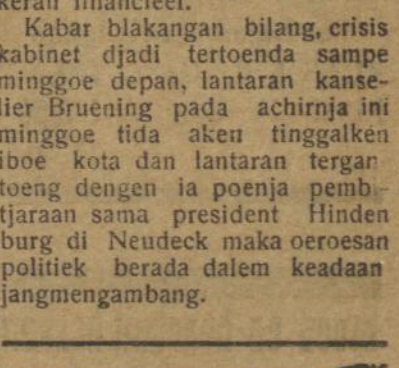 keran financieel.
Kabar blakangan bilang, crisis
kabinet djadi tertoenda sampe
minggoe depan, lantaran kanse-
lier Bruening pada achirnja ini
minggoe tida aken tinggalken
iboe kota dan lantaran tergan
toeng dengen ia poenja pemb-
tjaraan sama president Hinden
burg di Neudeck maka oeroesan
politiek berada dalem keadaan
jangmengambang.